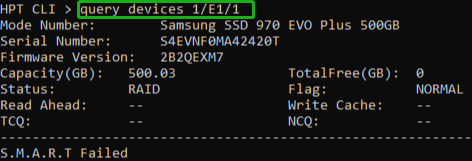 HPT CLI > query devices 1/E1/1
Mode Number: Samsung SSD 970 EVO Plus 500GB
Serial Number: S4EVNF0MA42420T
Firmware Version: 2B2QEXM7
Capacity(GB): 500.03 TotalFree(GB): 0
Status: RAID Flag: NORMAL
Read Ahead: -- Write Cache: --
TCQ: -- NCQ: --
--------------------------------------------------------------
S.M.A.R.T Failed